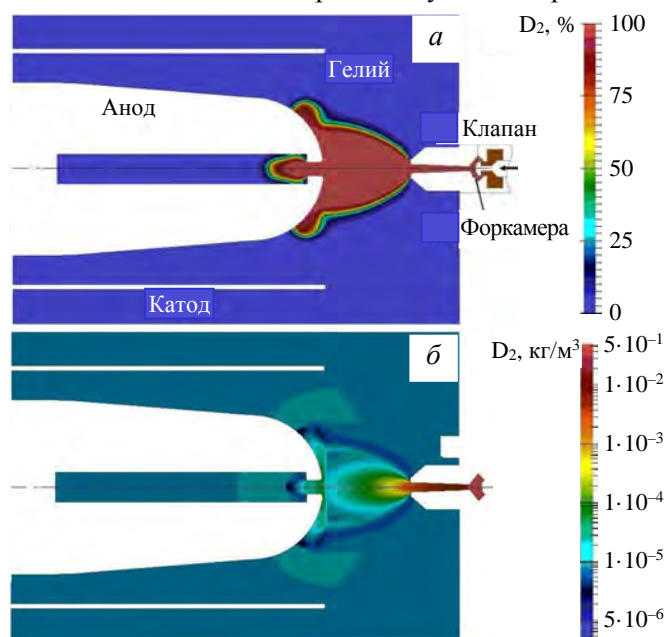 а
D₂, %
100
Гелий
Анод
75
Клапан
50
Форкамера
25
Катод
0
б
D₂, кг/м³
5·10⁻¹
1·10⁻²
1·10⁻³
1·10⁻⁴
1·10⁻⁵
5·10⁻⁶